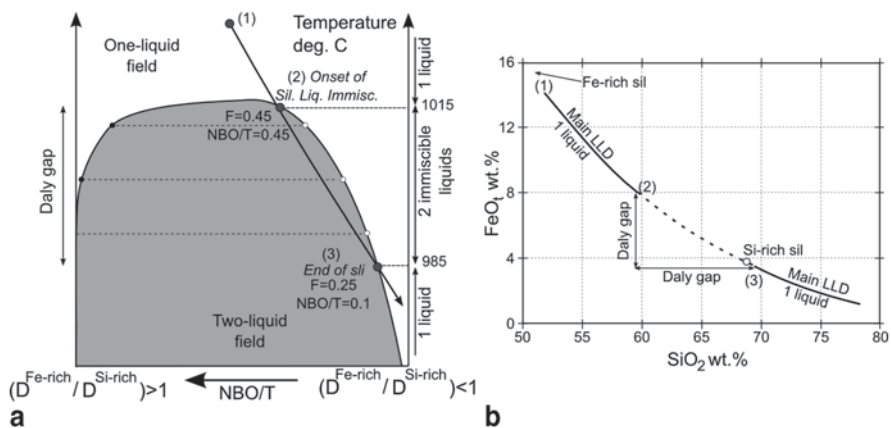 (1)
Temperature
deg. C
One-liquid
field
(2) Onset of
Sil. Liq. Immisc.
1 liquid
1015
F=0.45
NBO/T=0.45
Daly gap
2 immiscible
liquids
(3)
End of sli
F=0.25
NBO/T=0.1
985
1 liquid
Two-liquid
field
(D^Fe-rich/D^Si-rich)>1
NBO/T
(D^Fe-rich/D^Si-rich)<1
a
16
12
8
4
0
FeOt wt.%
Fe-rich sil
(1)
Main LLD
1 liquid
(2)
Daly gap
Si-rich sil
Daly gap
(3)
Main LLD
1 liquid
50 55 60 65 70 75
SiO2 wt.%
b